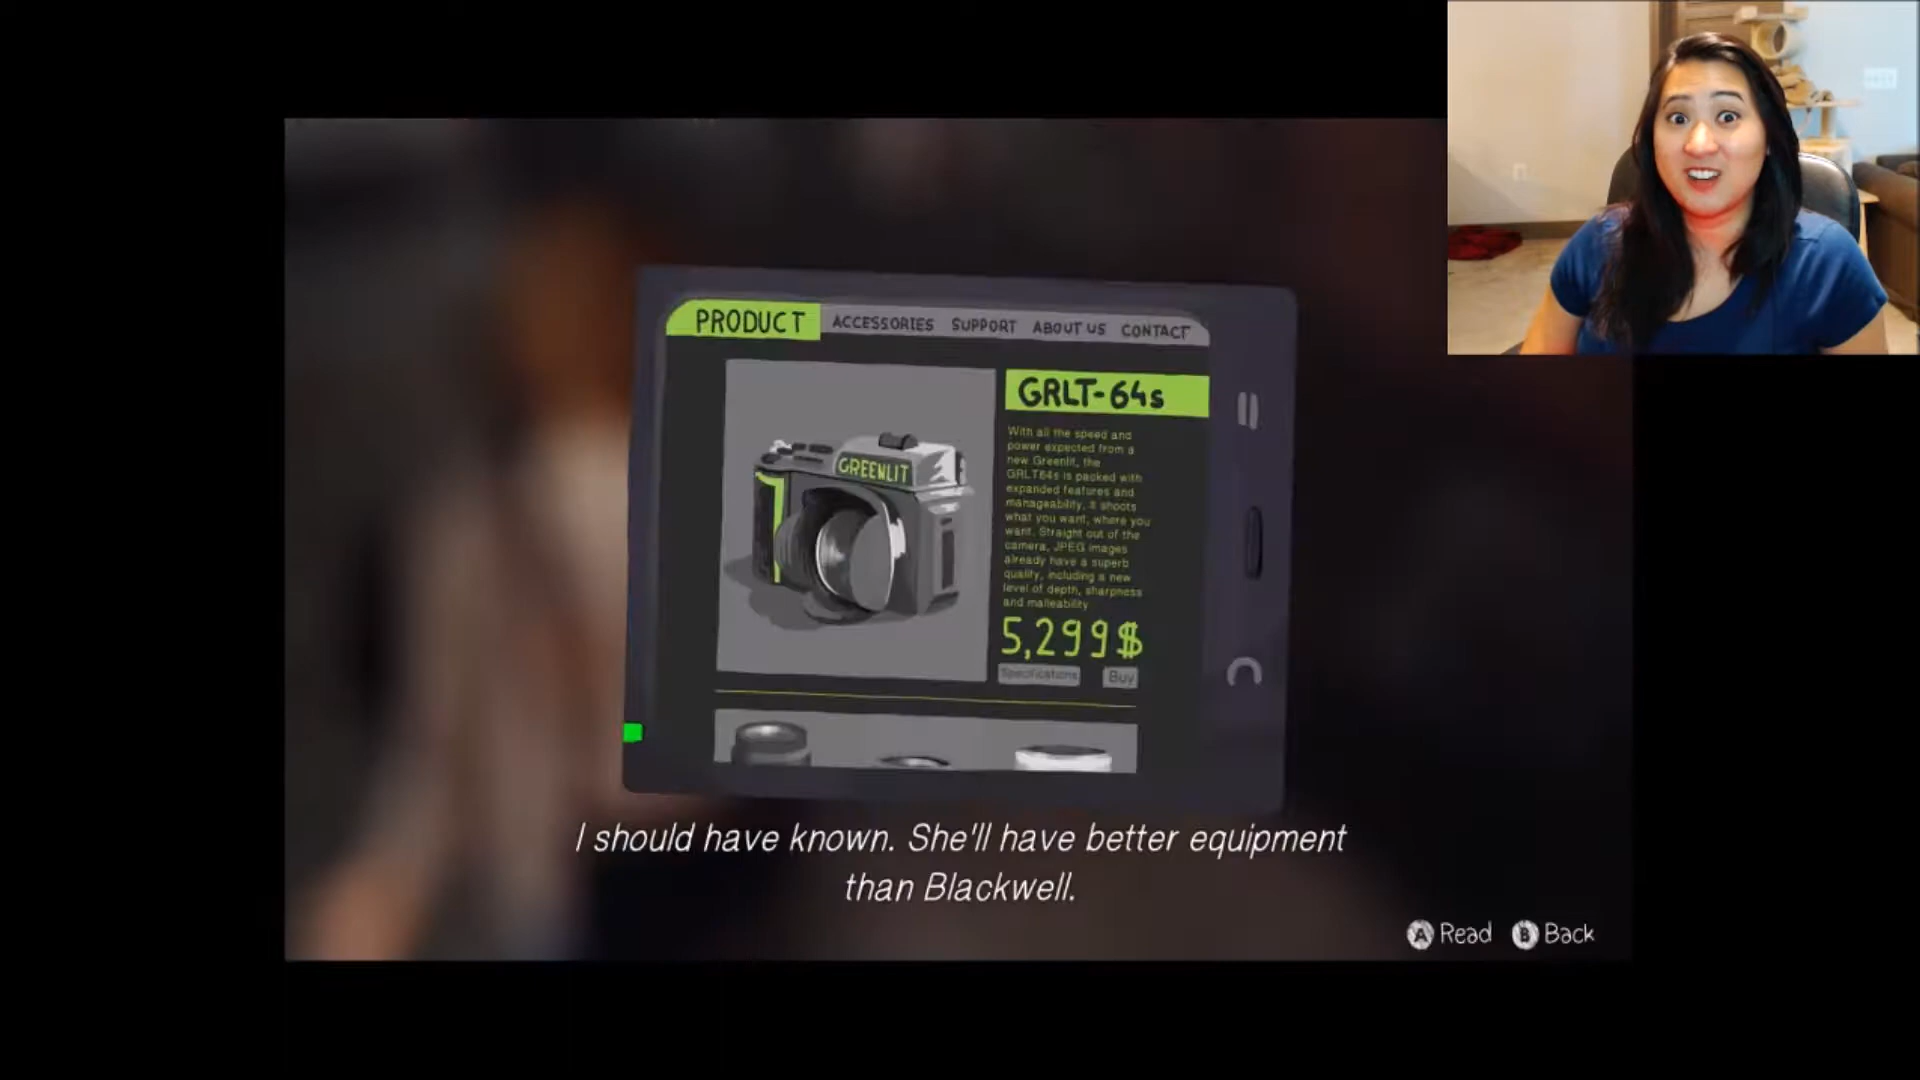 PRODUCT ACCESSORIES SUPPORT ABOUT US CONTACT
GREENLIT
GRLT-64s
With all the speed and
power expected from a
new Greenlit, the
GRLT64s is packed with
expanded features and
manageability, it shoots
what you want, where you
want. Straight out of the
camera, JPEG images
already have a superb
quality, including a new
level of depth, sharpness
and malleability
5,299$
Specifications Buy
I should have known. She'll have better equipment
than Blackwell.
A Read B Back